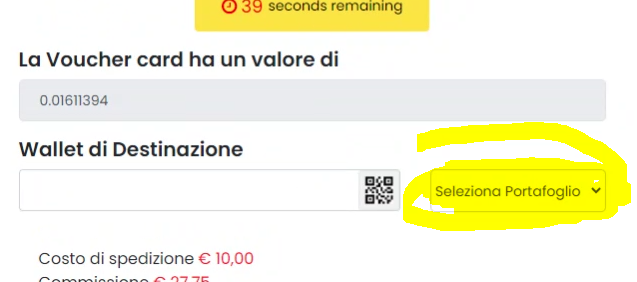 39 seconds remaining
La Voucher card ha un valore di
0.01611394
Wallet di Destinazione
Seleziona Portafoglio
Costo di spedizione € 10,00
Commissione € 27,75